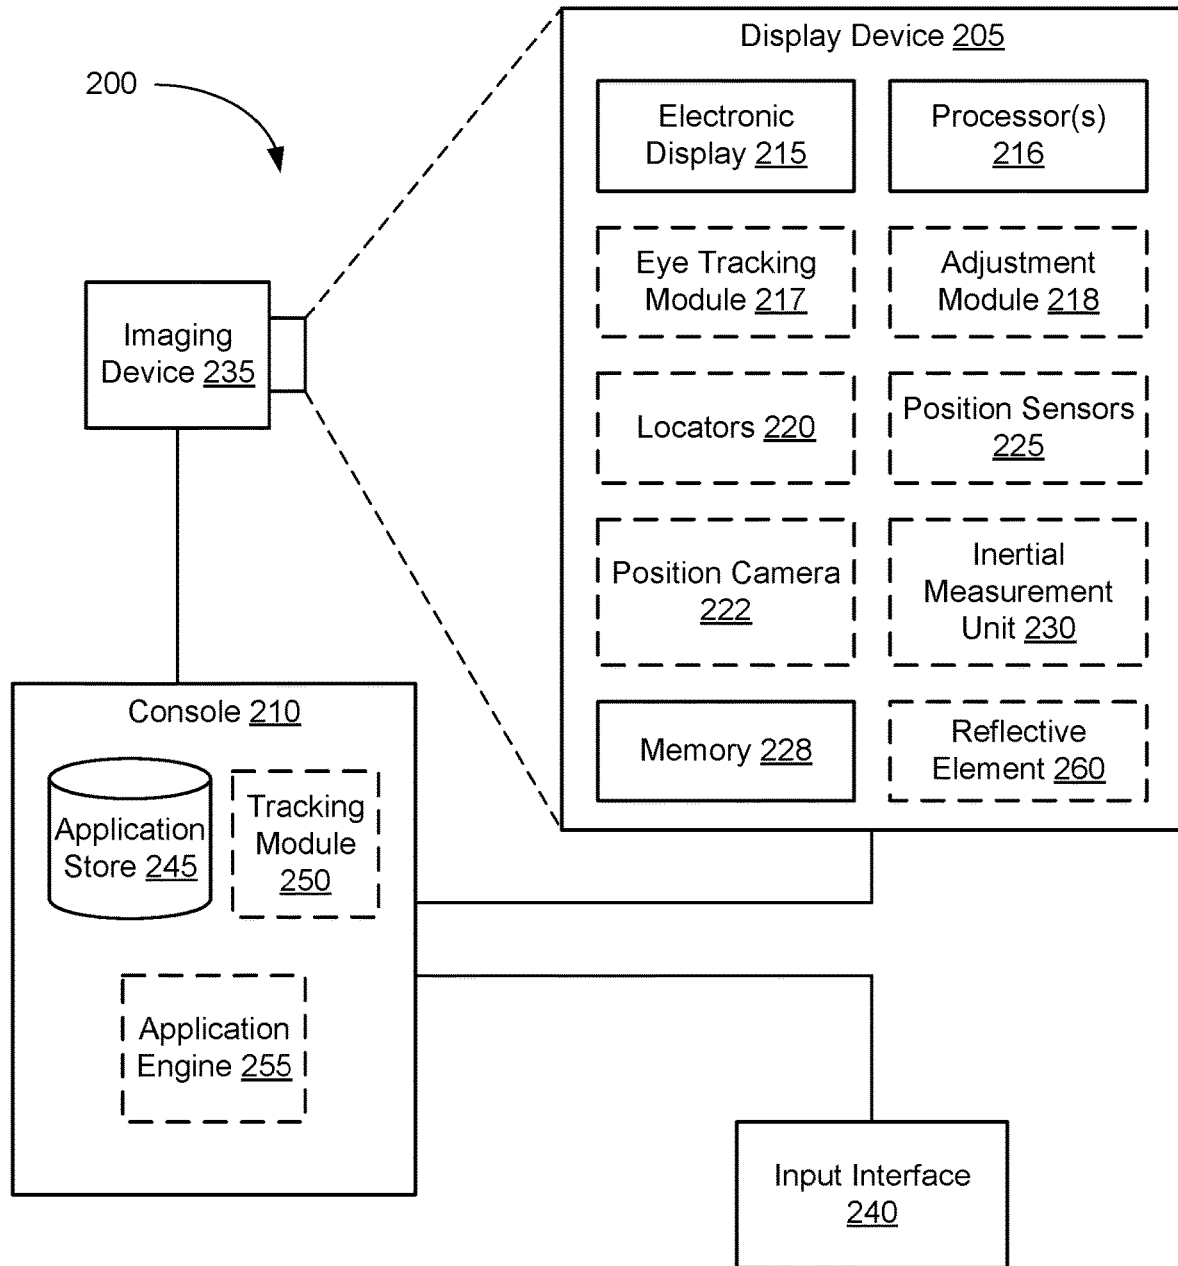 Display Device 205
200
Electronic
Display 215
Processor(s)
216
Eye Tracking
Module 217
Adjustment
Module 218
Imaging
Device 235
Locators 220
Position Sensors
225
Position Camera
222
Inertial
Measurement
Unit 230
Memory 228
Reflective
Element 260
Console 210
Application
Store 245
Tracking
Module
250
Application
Engine 255
Input Interface
240